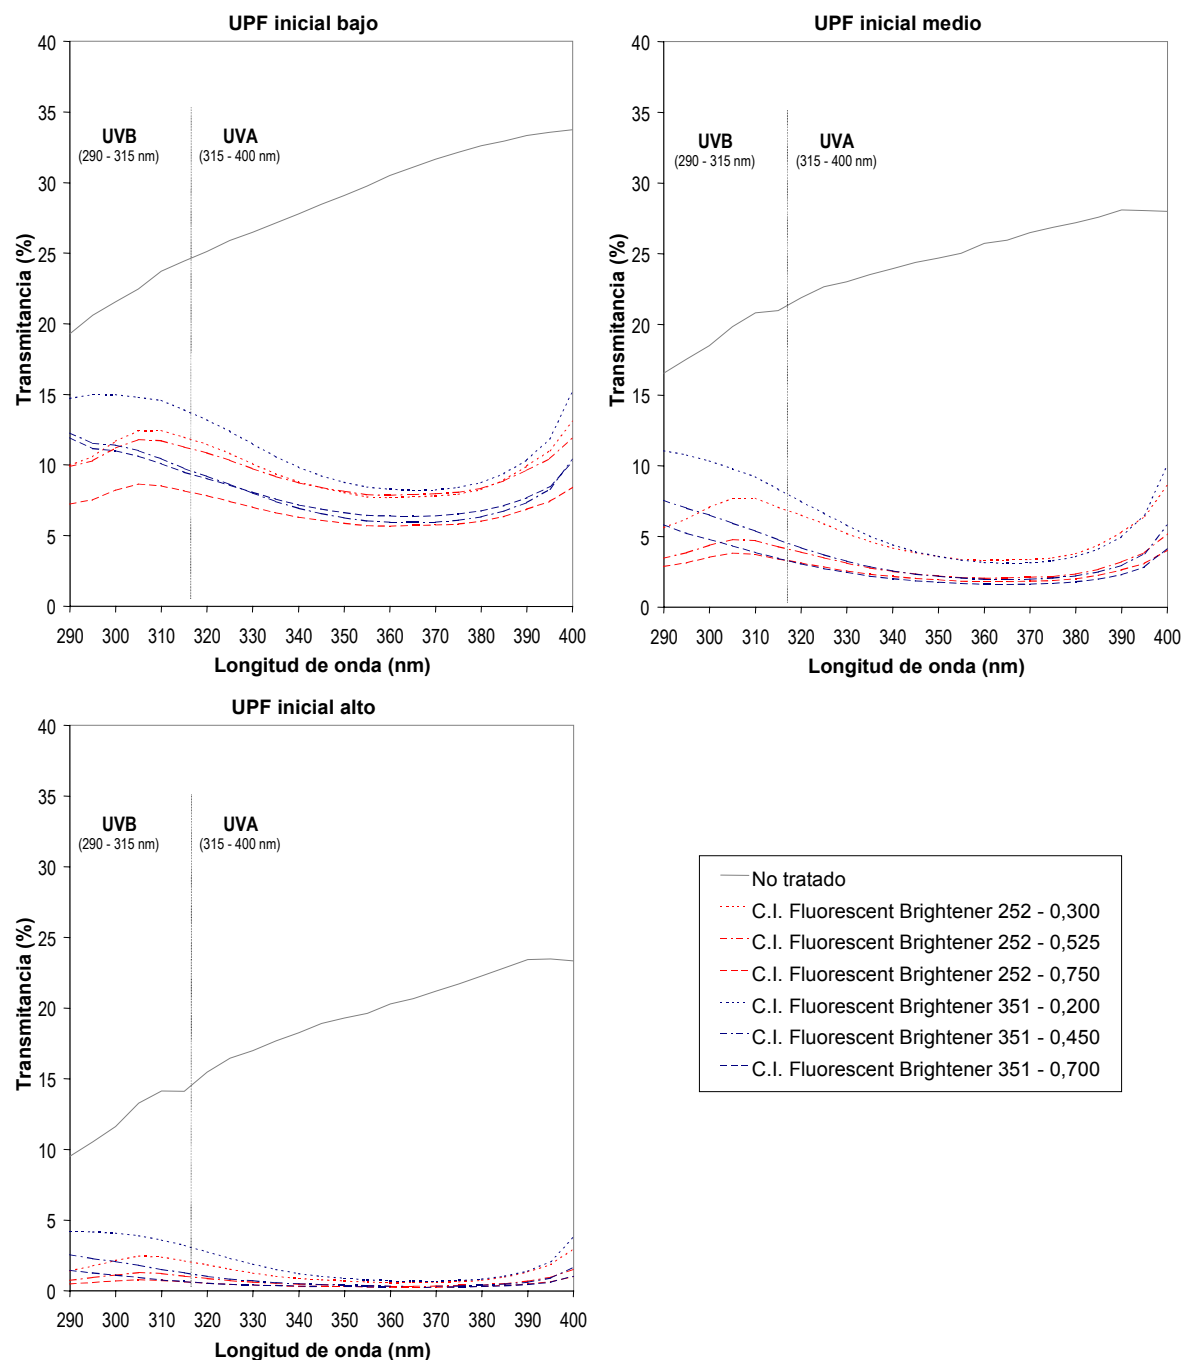 UPF inicial bajo
40
35
30
25
20
15
10
5
0
Transmitancia (%)
UVB
(290 - 315 nm)
UVA
(315 - 400 nm)
290 300 310 320 330 340 350 360 370 380 390 400
Longitud de onda (nm)
UPF inicial medio
40
35
30
25
20
15
10
5
0
Transmitancia (%)
UVB
(290 - 315 nm)
UVA
(315 - 400 nm)
290 300 310 320 330 340 350 360 370 380 390 400
Longitud de onda (nm)
UPF inicial alto
40
35
30
25
20
15
10
5
0
Transmitancia (%)
UVB
(290 - 315 nm)
UVA
(315 - 400 nm)
290 300 310 320 330 340 350 360 370 380 390 400
Longitud de onda (nm)
No tratado
C.I. Fluorescent Brightener 252 - 0,300
C.I. Fluorescent Brightener 252 - 0,525
C.I. Fluorescent Brightener 252 - 0,750
C.I. Fluorescent Brightener 351 - 0,200
C.I. Fluorescent Brightener 351 - 0,450
C.I. Fluorescent Brightener 351 - 0,700